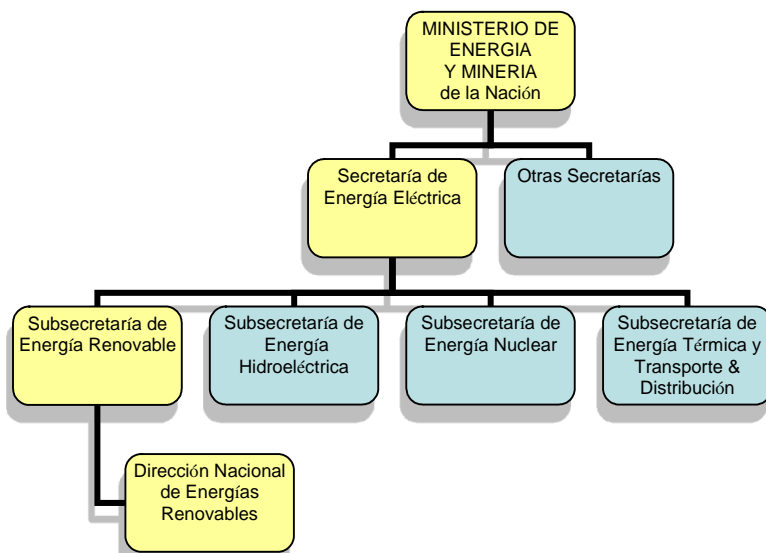 MINISTERIO DE
ENERGIA
Y MINERIA
de la Nación
Secretaría de
Energía Eléctrica
Otras Secretarías
Subsecretaría de
Energía Renovable
Subsecretaría de
Energía
Hidroeléctrica
Subsecretaría de
Energía Nuclear
Subsecretaría de
Energía Térmica y
Transporte &
Distribución
Dirección Nacional
de Energías
Renovables